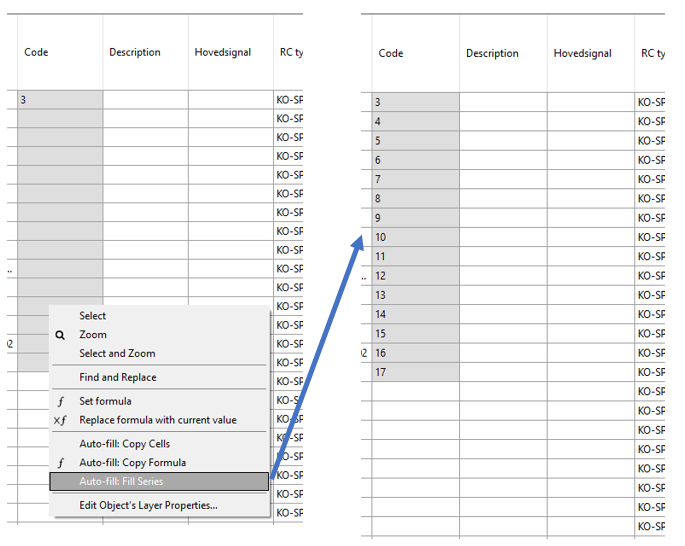 Code Description Hovedsignal RC ty
3 KO-SP
KO-SP
KO-SP
KO-SP
KO-SP
KO-SP
KO-SP
KO-SP
KO-SP
... KO-SP
KO-SP
KO-SP
KO-SP
02 KO-SP
KO-SP
KO-SP
KO-SP
KO-SP
KO-SP
KO-SP
KO-SP
KO-SP
KO-SP
Select
Zoom
Select and Zoom
Find and Replace
f Set formula
xf Replace formula with current value
Auto-fill: Copy Cells
f Auto-fill: Copy Formula
Auto-fill: Fill Series
Edit Object's Layer Properties...
Code Description Hovedsignal RC ty
3 KO-SP
4 KO-SP
5 KO-SP
6 KO-SP
7 KO-SP
8 KO-SP
9 KO-SP
10 KO-SP
11 KO-SP
... 12 KO-SP
13 KO-SP
14 KO-SP
15 KO-SP
02 16 KO-SP
17 KO-SP
KO-SP
KO-SP
KO-SP
KO-SP
KO-SP
KO-SP
KO-SP
KO-SP